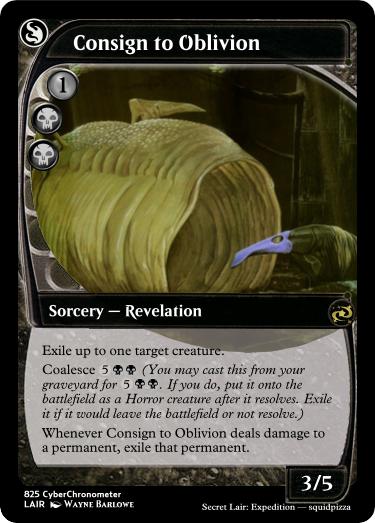 Consign to Oblivion
1
Sorcery — Revelation
Exile up to one target creature.
Coalesce 5 (You may cast this from your
graveyard for 5. If you do, put it onto the
battlefield as a Horror creature after it resolves. Exile
it if it would leave the battlefield or not resolve.)
Whenever Consign to Oblivion deals damage to
a permanent, exile that permanent.
3/5
825 CyberChronometer
LAIR Wayne Barlowe
Secret Lair: Expedition — squidpizza